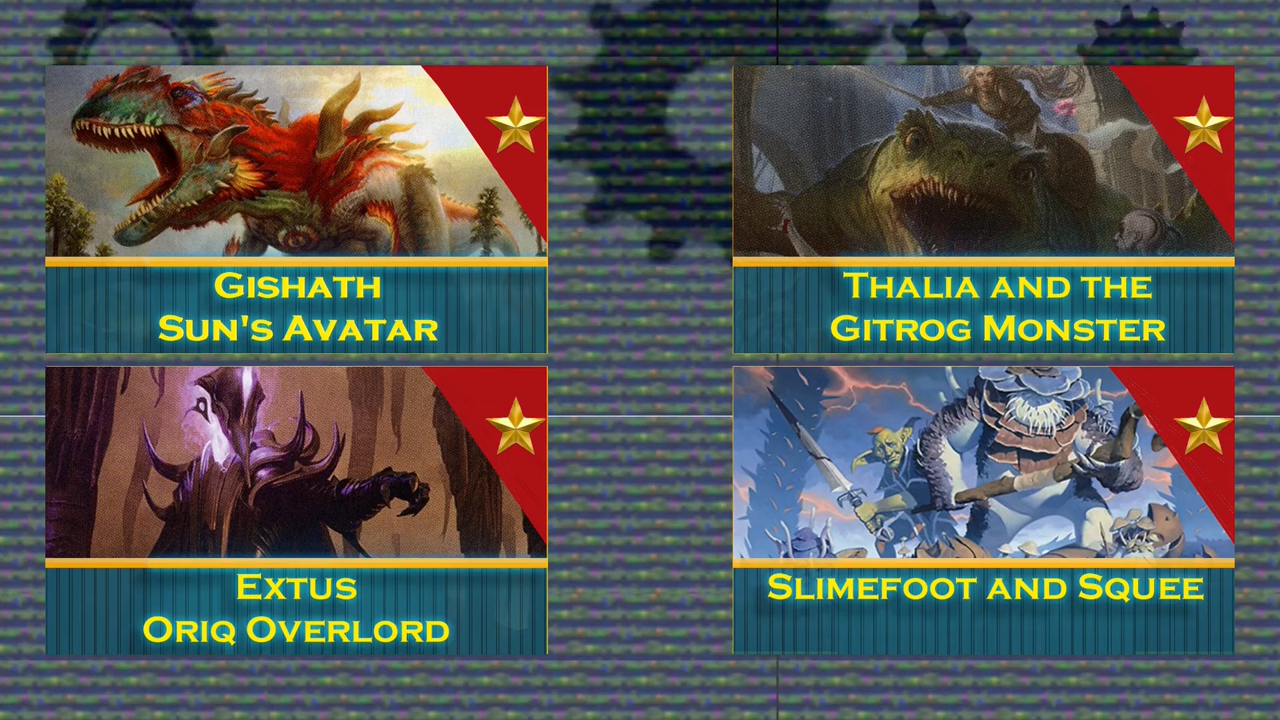 Gishath
Sun's Avatar
Thalia and the
Gitrog Monster
Extus
Oriq Overlord
Slimefoot and Squee